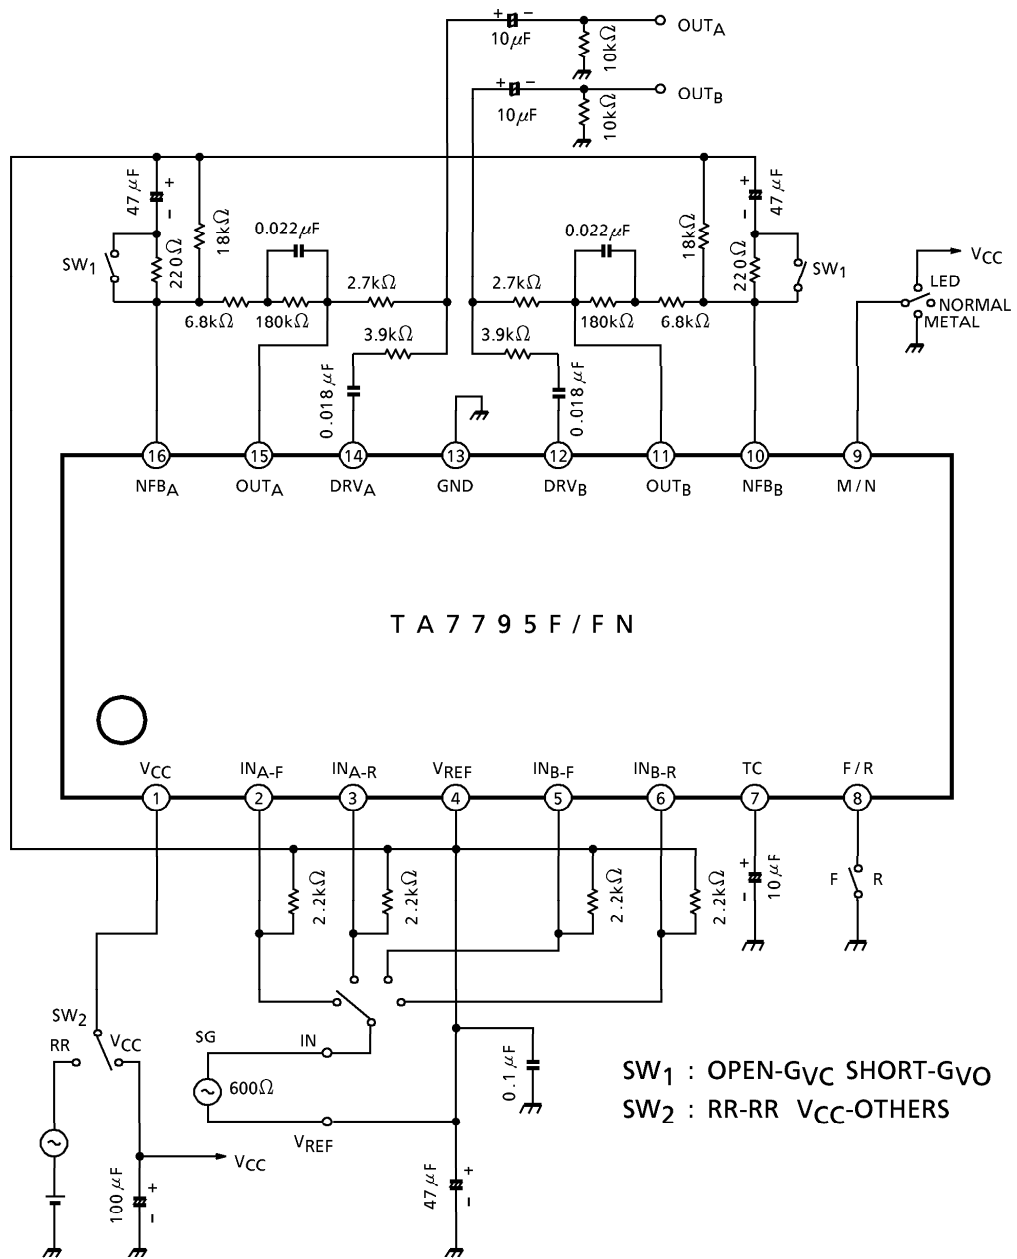 + −
10μF
10kΩ
OUTA
+ −
10μF
10kΩ
OUTB
47μF
+
−
18kΩ
0.022μF
0.022μF
18kΩ
+
−
47μF
SW1
220Ω
2.7kΩ
2.7kΩ
220Ω
SW1
VCC
LED
NORMAL
METAL
6.8kΩ
180kΩ
3.9kΩ
3.9kΩ
180kΩ
6.8kΩ
0.018μF
0.018μF
16 15 14 13 12 11 10 9
NFBA OUTA DRVA GND DRVB OUTB NFBB M/N
TA7795F/FN
VCC INA-F INA-R VREF INB-F INB-R TC F/R
1 2 3 4 5 6 7 8
2.2kΩ
2.2kΩ
2.2kΩ
2.2kΩ
+
−
10μF
F R
SW2
RR
VCC
SG
IN
600Ω
VREF
0.1μF
VCC
100μF
+
−
47μF
+
−
SW1 : OPEN-GVC SHORT-GVO
SW2 : RR-RR VCC-OTHERS